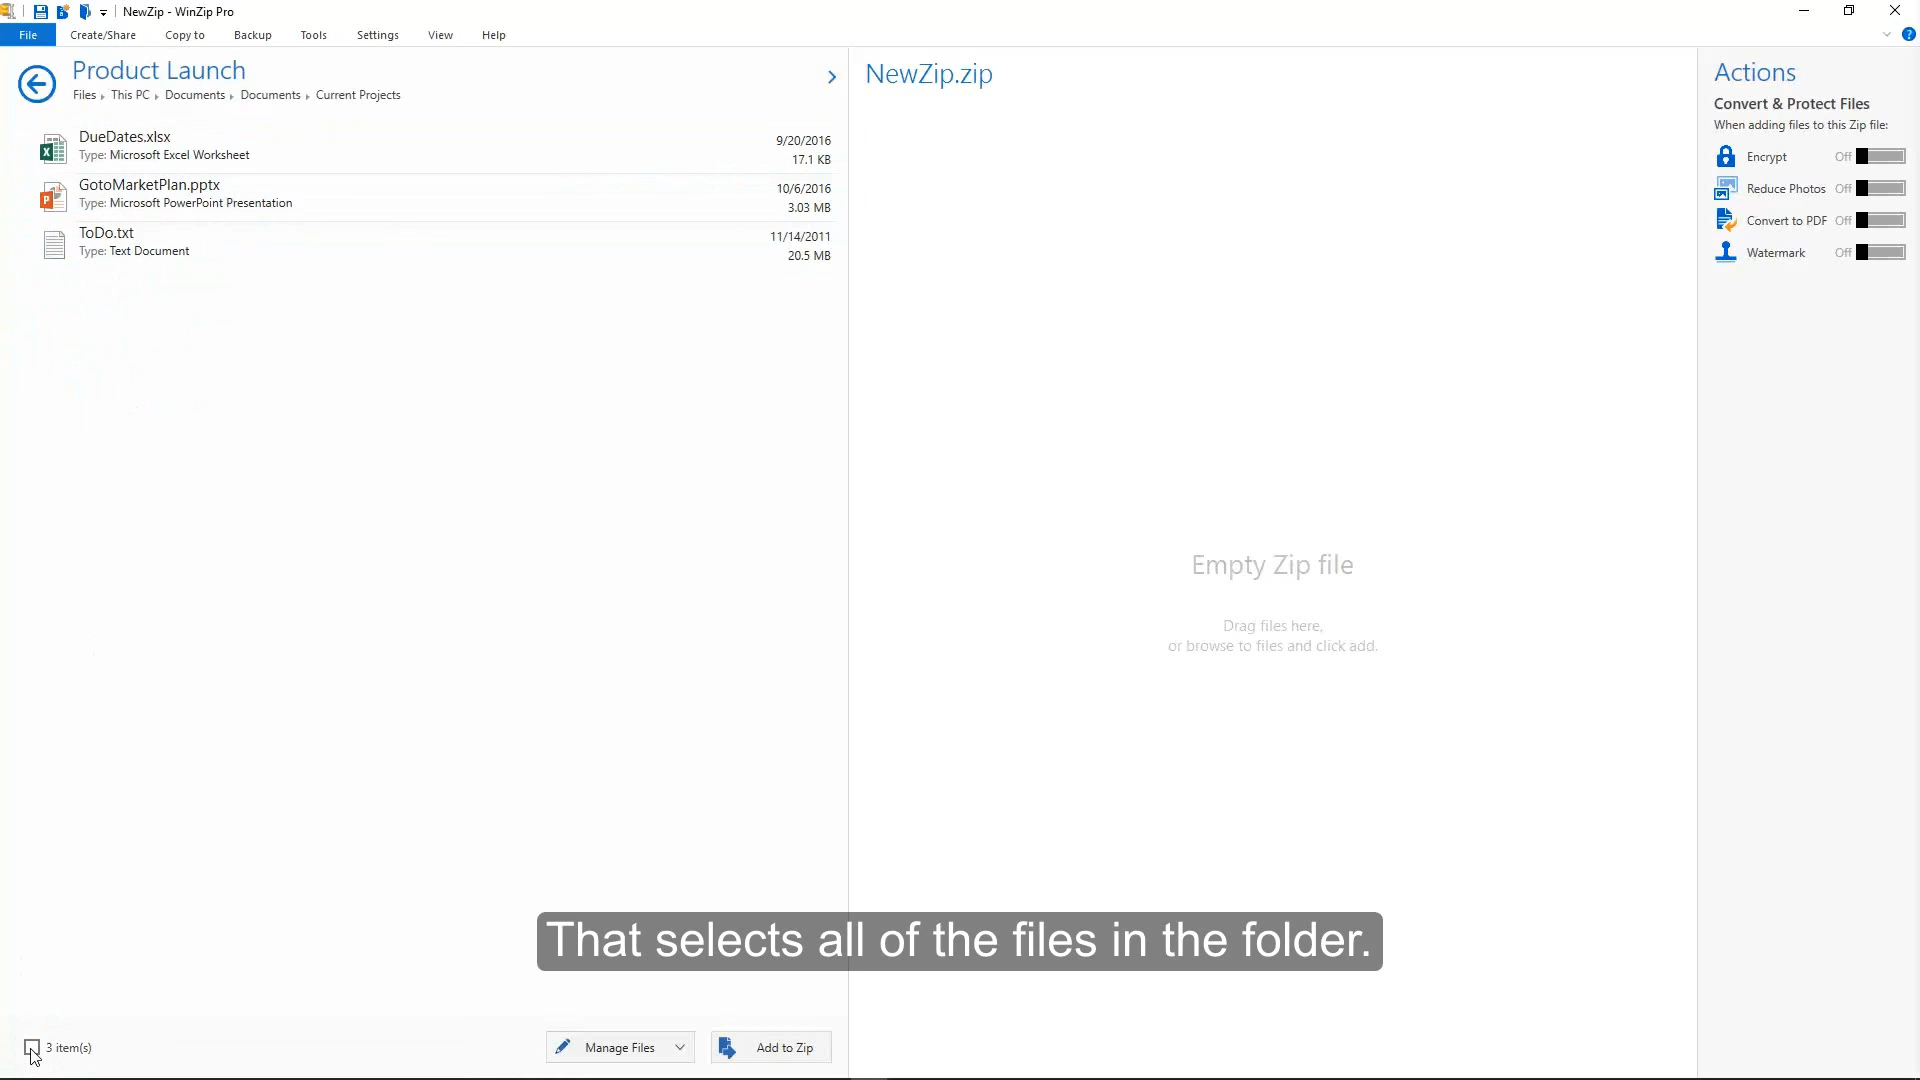 NewZip - WinZip Pro
File Create/Share Copy to Backup Tools Settings View Help
Product Launch
Files This PC Documents Documents Current Projects
DueDates.xlsx
Type: Microsoft Excel Worksheet
9/20/2016
17.1 KB
GotoMarketPlan.pptx
Type: Microsoft PowerPoint Presentation
10/6/2016
3.03 MB
ToDo.txt
Type: Text Document
11/14/2011
20.5 MB
3 item(s)
Manage Files
Add to Zip
NewZip.zip
Empty Zip file
Drag files here,
or browse to files and click add.
Actions
Convert & Protect Files
When adding files to this Zip file:
Encrypt Off
Reduce Photos Off
Convert to PDF Off
Watermark Off
That selects all of the files in the folder.